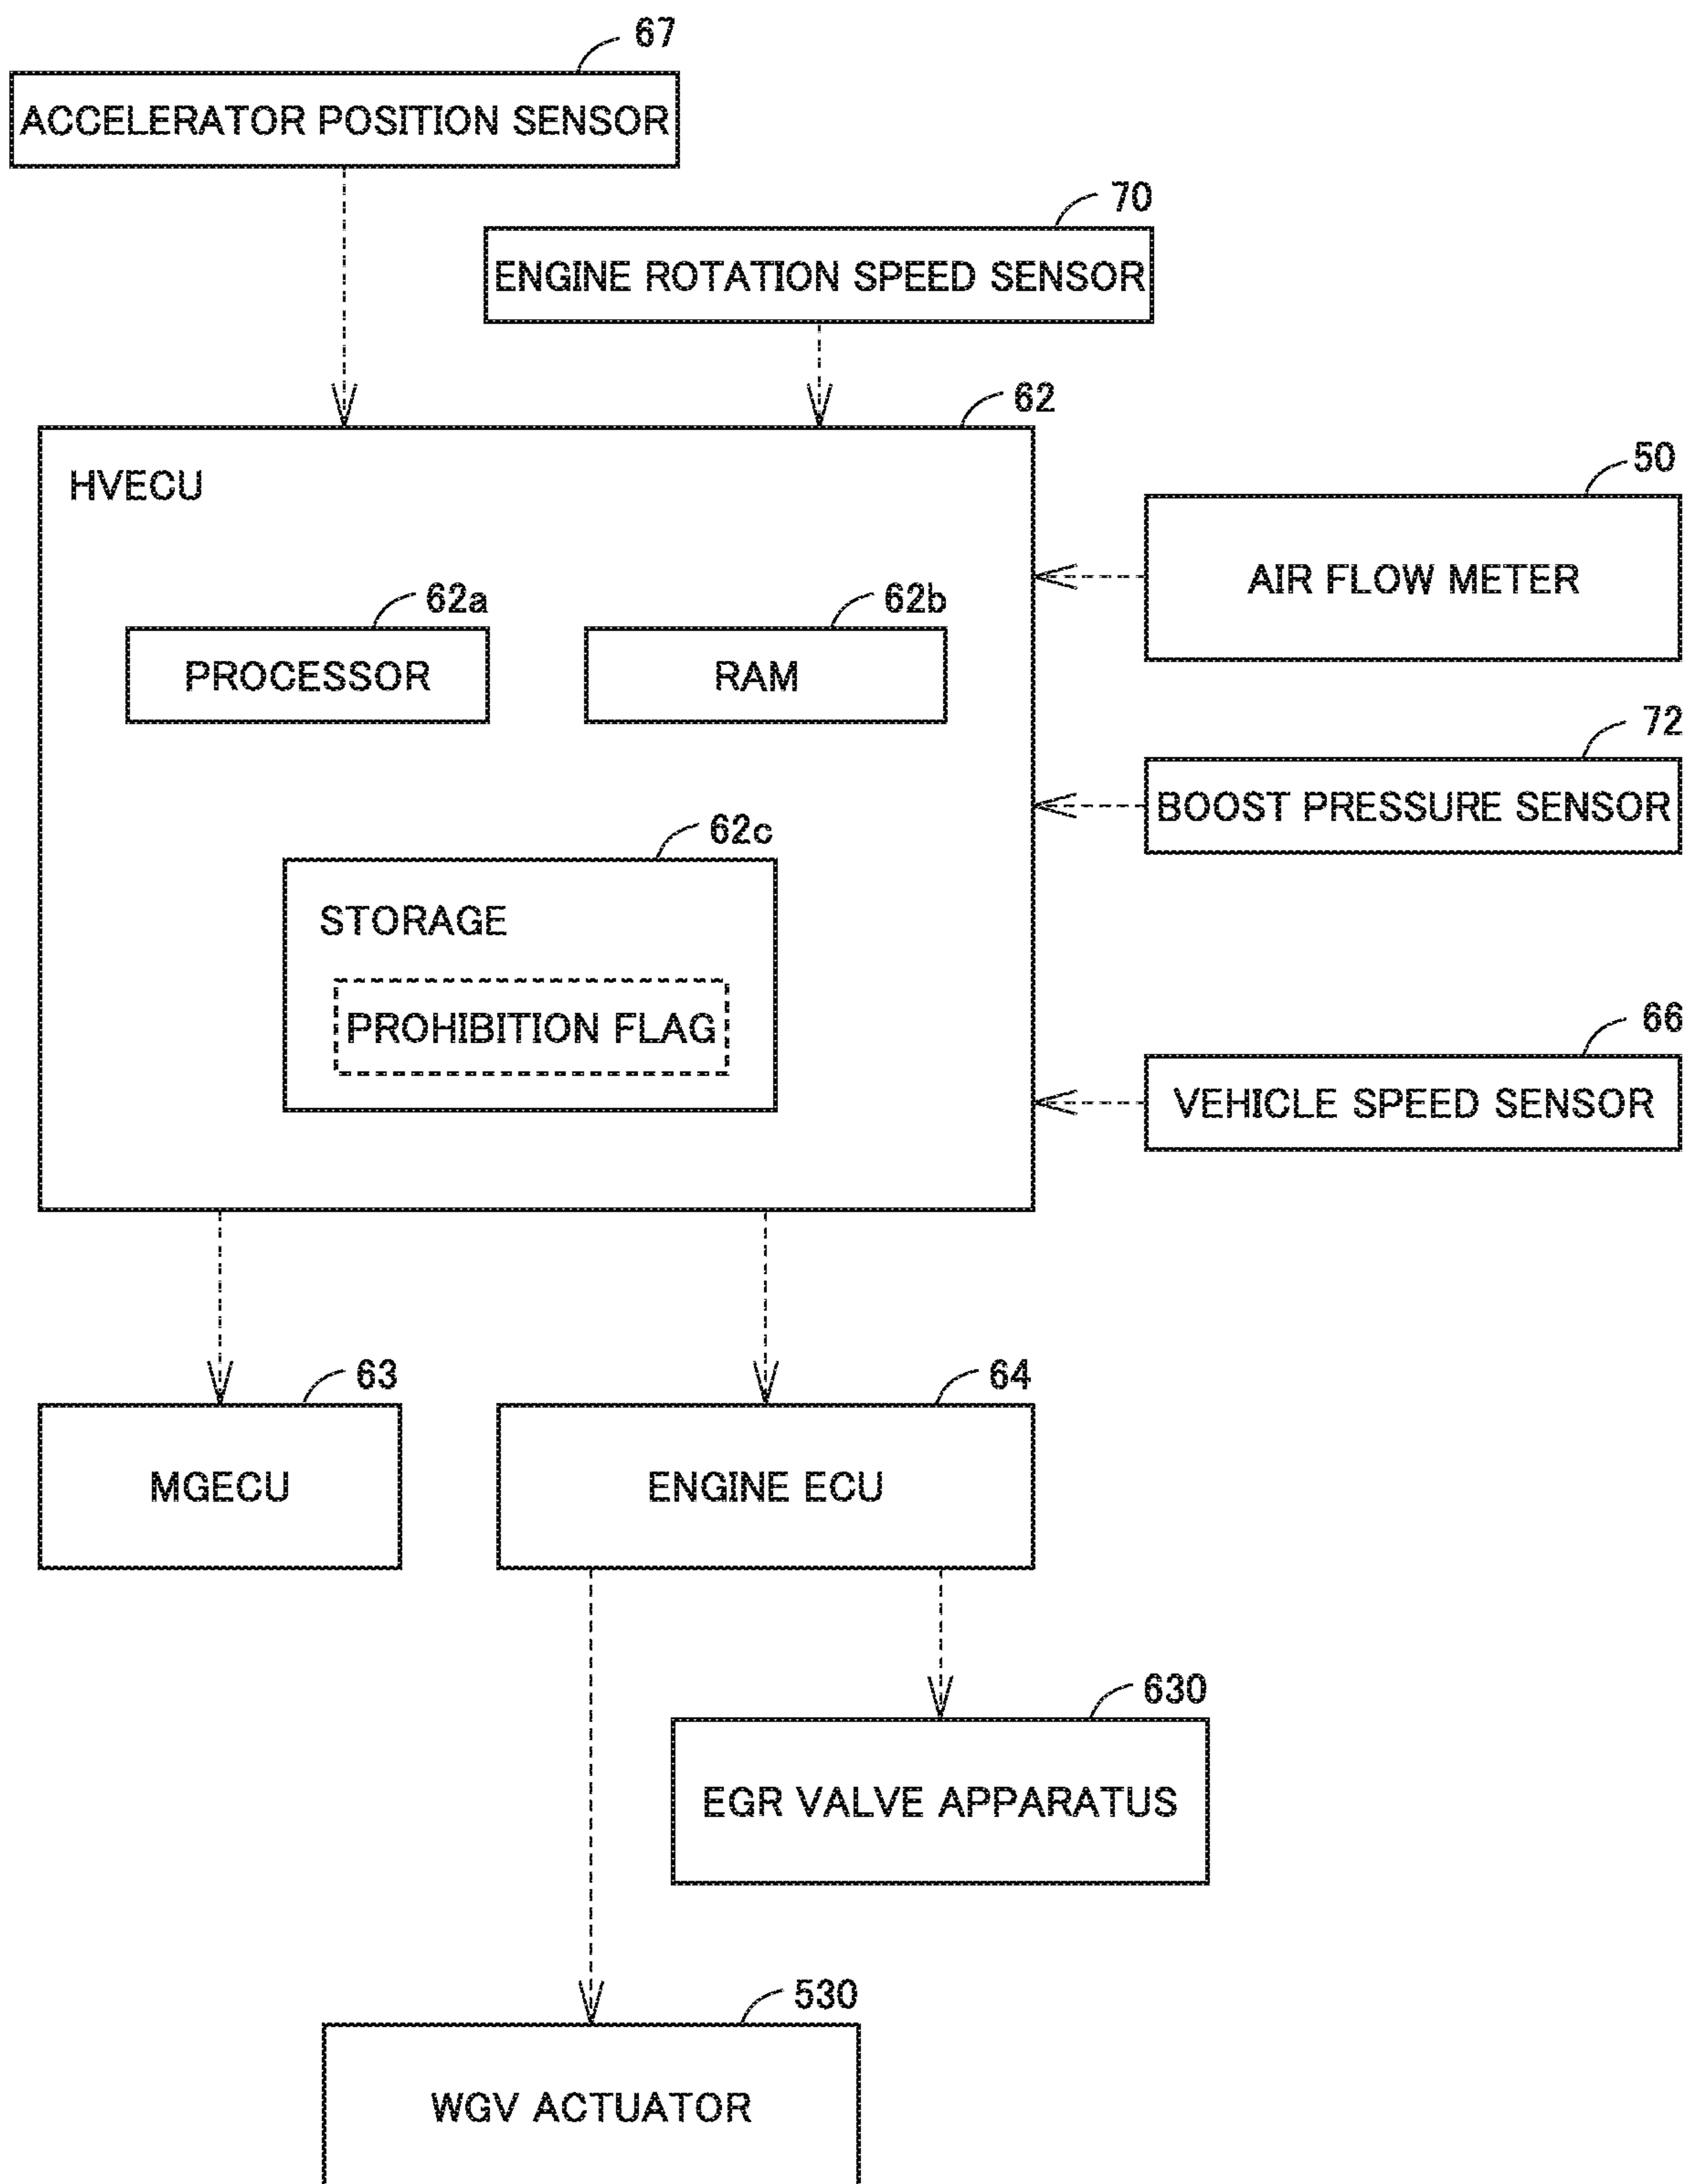 67
ACCELERATOR POSITION SENSOR
70
ENGINE ROTATION SPEED SENSOR
62
HVECU
50
AIR FLOW METER
62a
PROCESSOR
62b
RAM
72
BOOST PRESSURE SENSOR
62c
STORAGE
PROHIBITION FLAG
66
VEHICLE SPEED SENSOR
63
MGECU
64
ENGINE ECU
630
EGR VALVE APPARATUS
530
WGV ACTUATOR